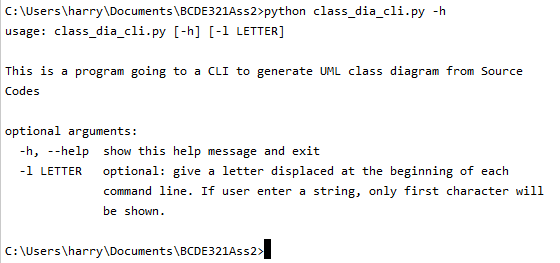 C:\Users\harry\Documents\BCDE321Ass2>python class_dia_cli.py -h
usage: class_dia_cli.py [-h] [-l LETTER]
This is a program going to a CLI to generate UML class diagram from Source
Codes
optional arguments:
-h, --help  show this help message and exit
-l LETTER   optional: give a letter displaced at the beginning of each
command line. If user enter a string, only first character will
be shown.
C:\Users\harry\Documents\BCDE321Ass2>